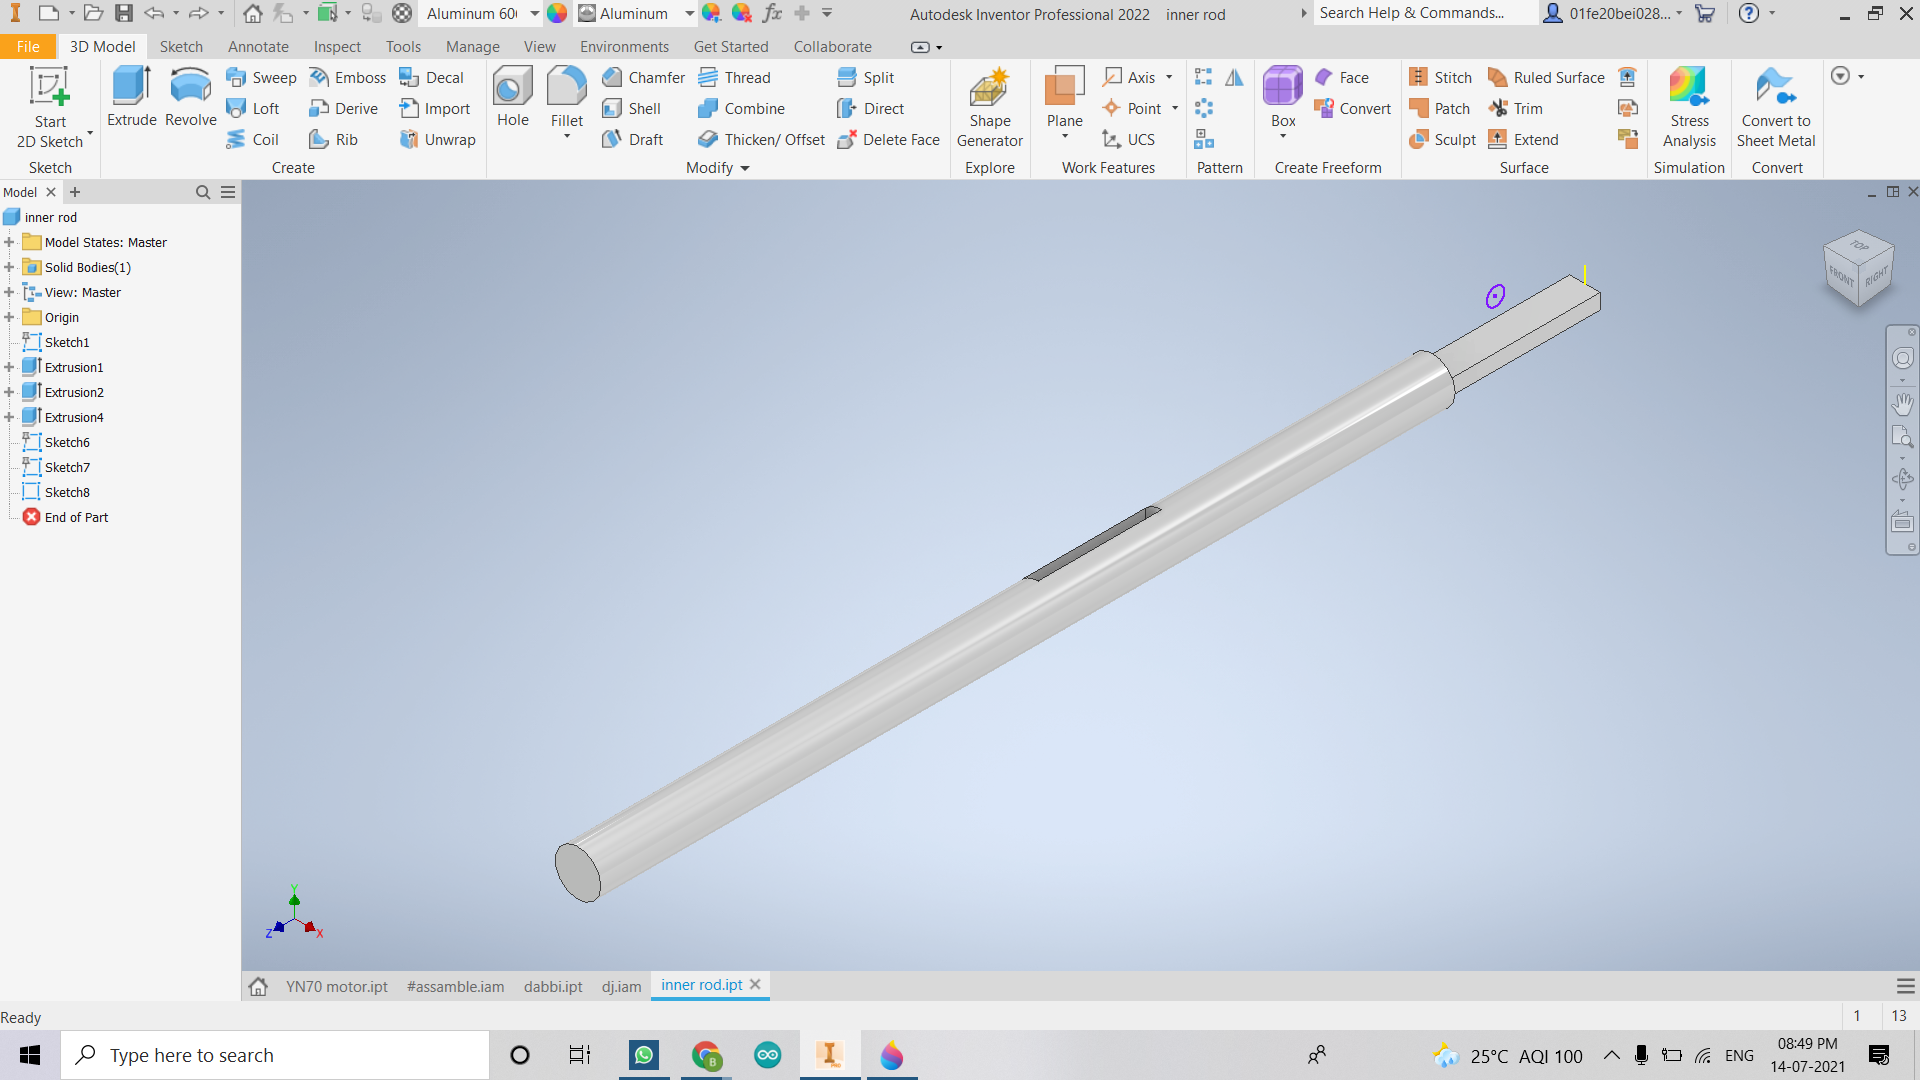 Aluminum 60
Aluminum
Autodesk Inventor Professional 2022 inner rod
Search Help & Commands...
01fe20bei028...
File
3D Model
Sketch
Annotate
Inspect
Tools
Manage
View
Environments
Get Started
Collaborate
Start
2D Sketch
Sketch
Extrude
Revolve
Sweep
Emboss
Decal
Loft
Derive
Import
Coil
Rib
Unwrap
Create
Hole
Fillet
Chamfer
Thread
Split
Shell
Combine
Direct
Draft
Thicken/ Offset
Delete Face
Modify
Shape
Generator
Explore
Plane
Axis
Point
UCS
Work Features
Pattern
Box
Face
Convert
Create Freeform
Stitch
Ruled Surface
Patch
Trim
Sculpt
Extend
Surface
Stress
Analysis
Simulation
Convert to
Sheet Metal
Convert
Model
inner rod
Model States: Master
Solid Bodies(1)
View: Master
Origin
Sketch1
Extrusion1
Extrusion2
Extrusion4
Sketch6
Sketch7
Sketch8
End of Part
TOP
FRONT
RIGHT
Y
Z
X
YN70 motor.ipt
#assamble.iam
dabbi.ipt
dj.iam
inner rod.ipt
Ready
1
13
Type here to search
B
PRO
25°C AQI 100
ENG
08:49 PM
14-07-2021